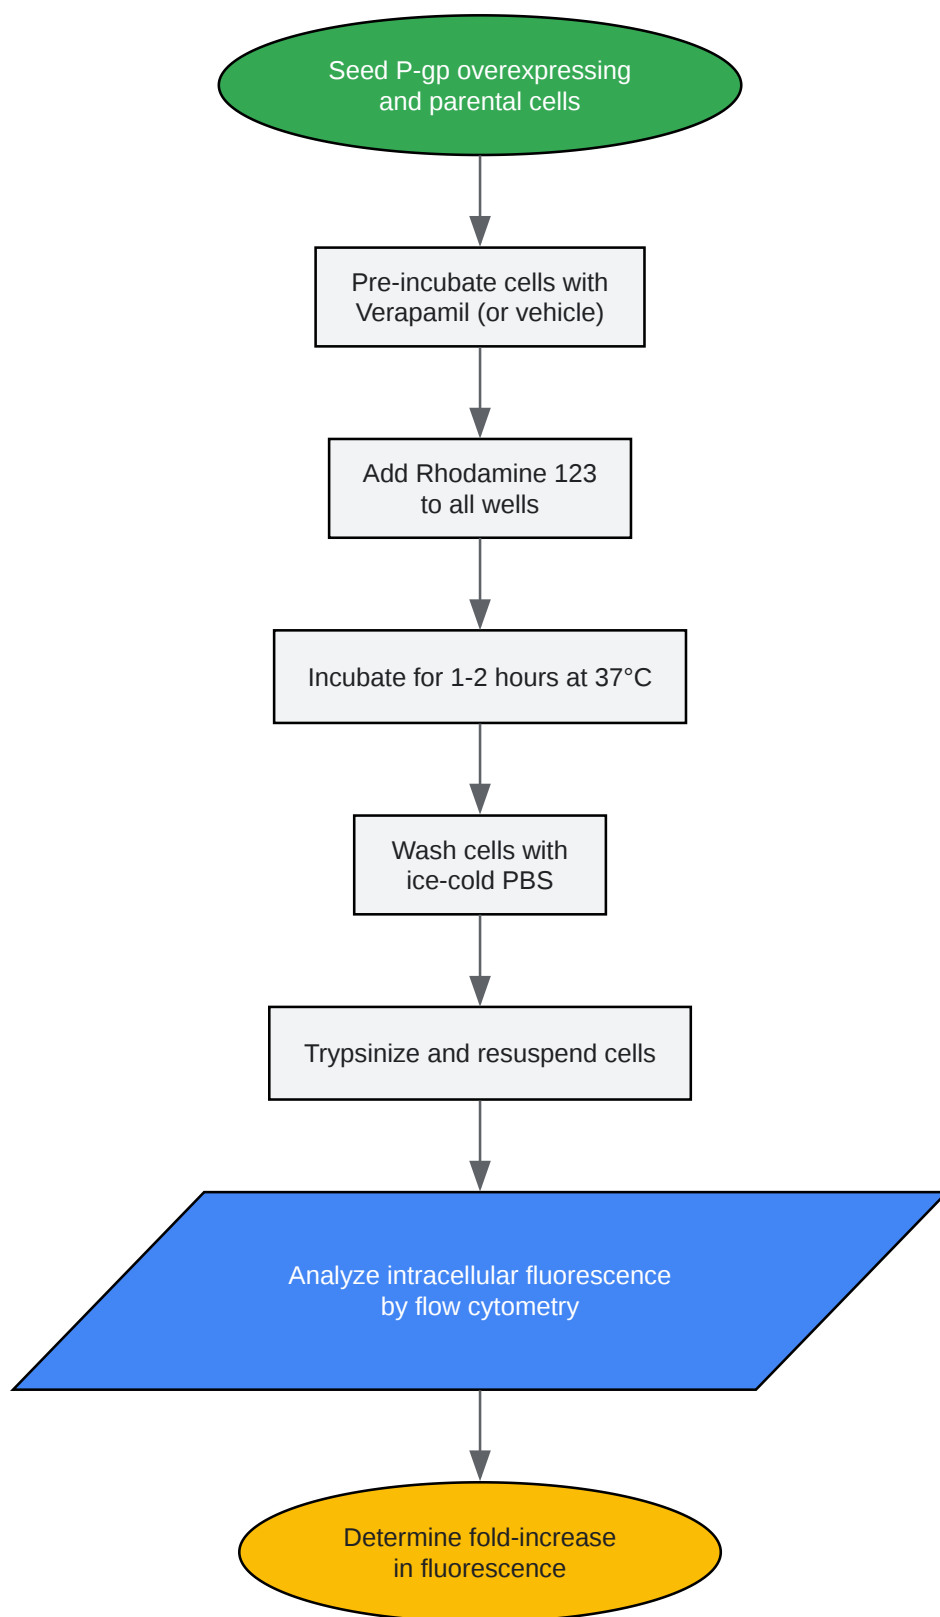 Seed P-gp overexpressing
and parental cells
Pre-incubate cells with
Verapamil (or vehicle)
Add Rhodamine 123
to all wells
Incubate for 1-2 hours at 37°C
Wash cells with
ice-cold PBS
Trypsinize and resuspend cells
Analyze intracellular fluorescence
by flow cytometry
Determine fold-increase
in fluorescence